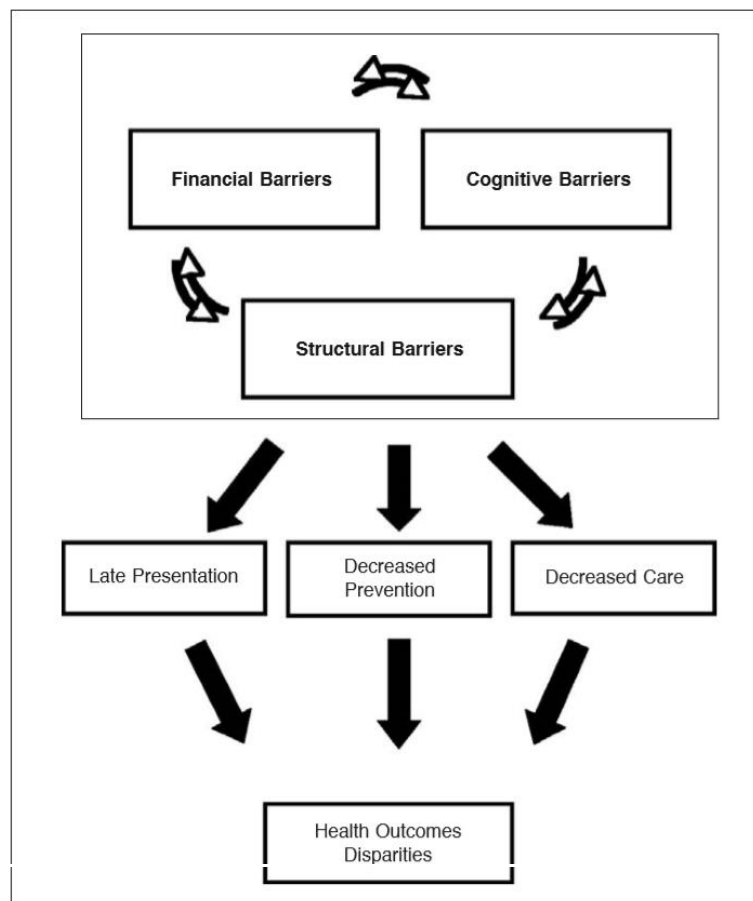 Financial Barriers
Cognitive Barriers
Structural Barriers
Late Presentation
Decreased
Prevention
Decreased Care
Health Outcomes
Disparities